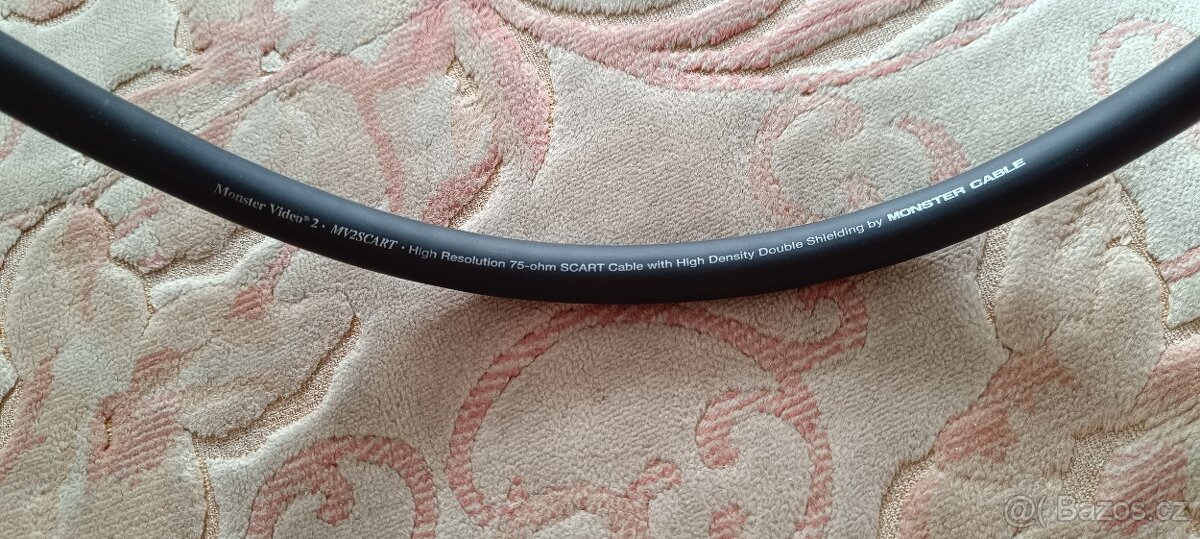 Monster Video® 2 · MV2SCART · High Resolution 75-ohm SCART Cable with High Density Double Shielding by MONSTER CABLE
@( Bazos.cz